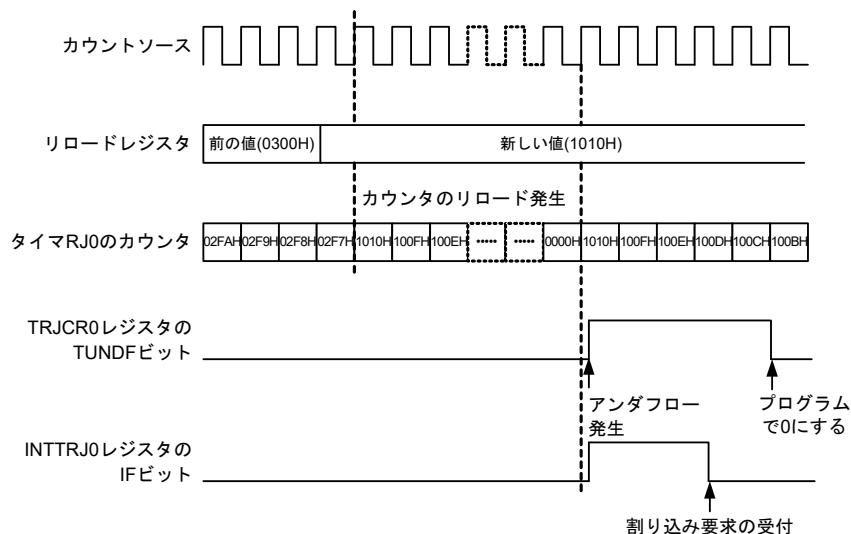 カウントソース
リロードレジスタ 前の値(0300H) 新しい値(1010H)
カウンタのリロード発生
タイマRJ0のカウンタ 02FAH 02F9H 02F8H 02F7H 1010H 100FH 100EH ····· ····· 0000H 1010H 100FH 100EH 100DH 100CH 100BH
TRJCR0レジスタの
TUNDFビット
アンダフロー
発生
プログラム
で0にする
INTTRJ0レジスタの
IFビット
割り込み要求の受付